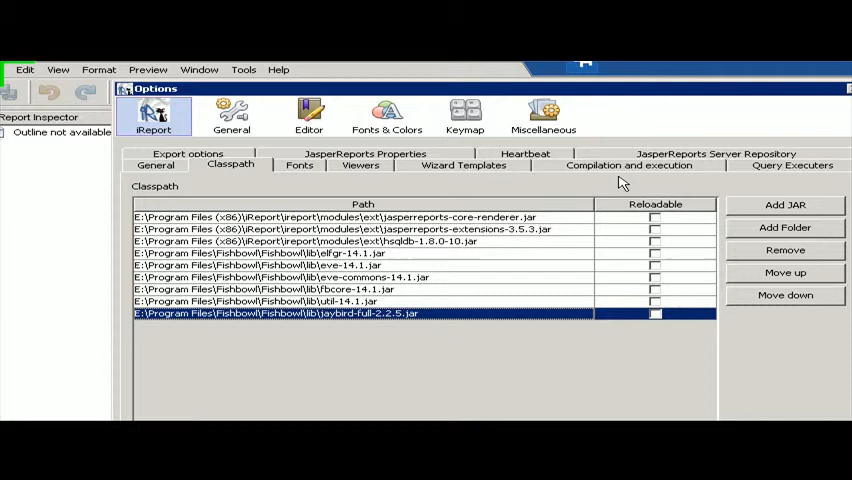 Edit View Format Preview Window Tools Help
Options
Report Inspector
Outline not available
iReport General Editor Fonts & Colors Keymap Miscellaneous
Export options JasperReports Properties Heartbeat JasperReports Server Repository
General Classpath Fonts Viewers Wizard Templates Compilation and execution Query Executers
Classpath
Path Reloadable
E:\Program Files (x86)\iReport\ireport\modules\ext\jasperreports-core-renderer.jar
E:\Program Files (x86)\iReport\ireport\modules\ext\jasperreports-extensions-3.5.3.jar
E:\Program Files (x86)\iReport\ireport\modules\ext\hsqldb-1.8.0-10.jar
E:\Program Files\Fishbowl\Fishbowl\lib\elfgr-14.1.jar
E:\Program Files\Fishbowl\Fishbowl\lib\eve-14.1.jar
E:\Program Files\Fishbowl\Fishbowl\lib\eve-commons-14.1.jar
E:\Program Files\Fishbowl\Fishbowl\lib\fbcore-14.1.jar
E:\Program Files\Fishbowl\Fishbowl\lib\util-14.1.jar
E:\Program Files\Fishbowl\Fishbowl\lib\jaybird-full-2.2.5.jar
Add JAR
Add Folder
Remove
Move up
Move down